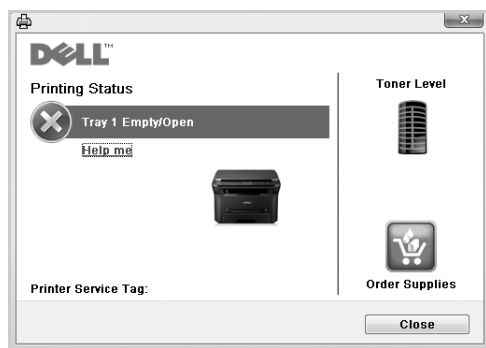 DELL™
Printing Status
Tray 1 Empty/Open
Help me
Printer Service Tag:
Toner Level
Order Supplies
Close